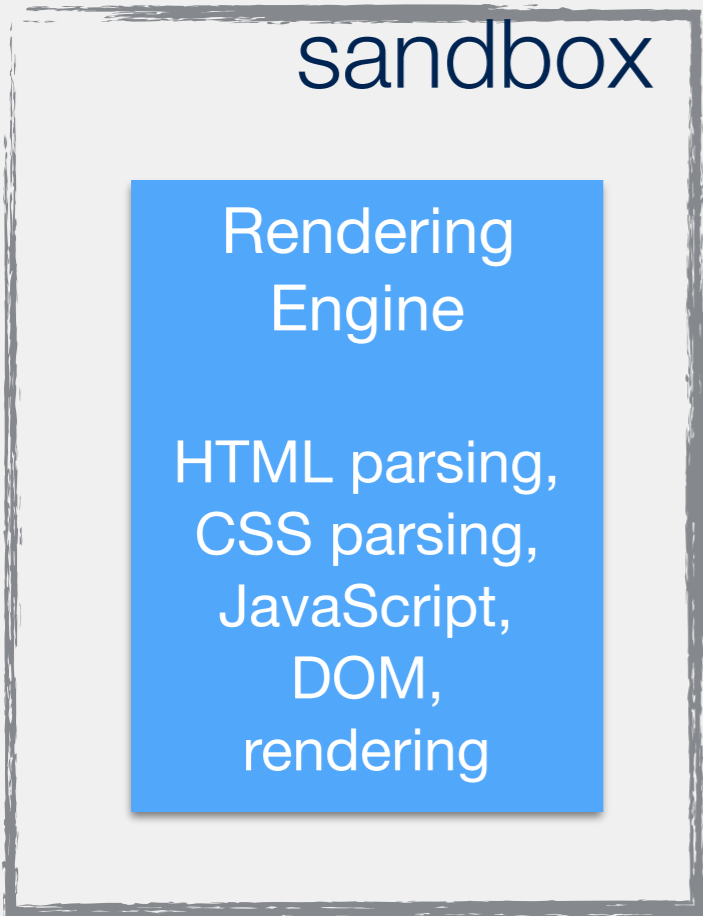 sandbox
Rendering
Engine
HTML parsing,
CSS parsing,
JavaScript,
DOM,
rendering